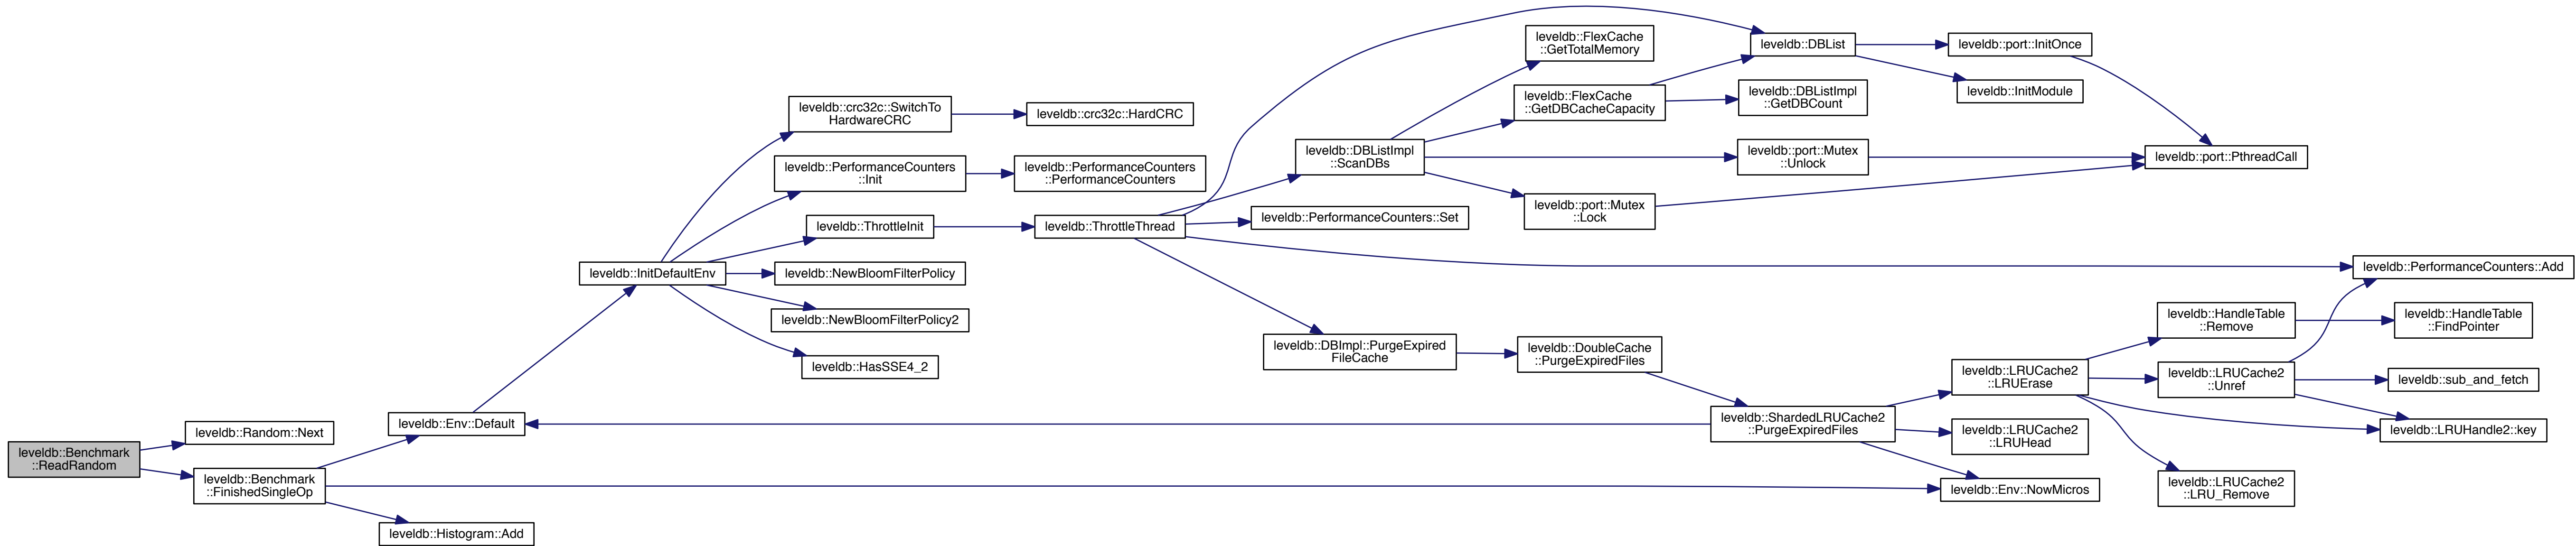 leveldb::Benchmark
::ReadRandom
leveldb::Random::Next
leveldb::Benchmark
::FinishedSingleOp
leveldb::Env::Default
leveldb::Histogram::Add
leveldb::InitDefaultEnv
leveldb::crc32c::SwitchTo
HardwareCRC
leveldb::PerformanceCounters
::Init
leveldb::ThrottleInit
leveldb::NewBloomFilterPolicy
leveldb::NewBloomFilterPolicy2
leveldb::HasSSE4_2
leveldb::crc32c::HardCRC
leveldb::PerformanceCounters
::PerformanceCounters
leveldb::ThrottleThread
leveldb::DBListImpl
::ScanDBs
leveldb::PerformanceCounters::Set
leveldb::DBImpl::PurgeExpired
FileCache
leveldb::FlexCache
::GetTotalMemory
leveldb::FlexCache
::GetDBCacheCapacity
leveldb::port::Mutex
::Lock
leveldb::DoubleCache
::PurgeExpiredFiles
leveldb::DBList
leveldb::DBListImpl
::GetDBCount
leveldb::port::Mutex
::Unlock
leveldb::ShardedLRUCache2
::PurgeExpiredFiles
leveldb::port::InitOnce
leveldb::InitModule
leveldb::LRUCache2
::LRUErase
leveldb::LRUCache2
::LRUHead
leveldb::Env::NowMicros
leveldb::port::PthreadCall
leveldb::HandleTable
::Remove
leveldb::LRUCache2
::Unref
leveldb::LRUCache2
::LRU_Remove
leveldb::PerformanceCounters::Add
leveldb::HandleTable
::FindPointer
leveldb::sub_and_fetch
leveldb::LRUHandle2::key